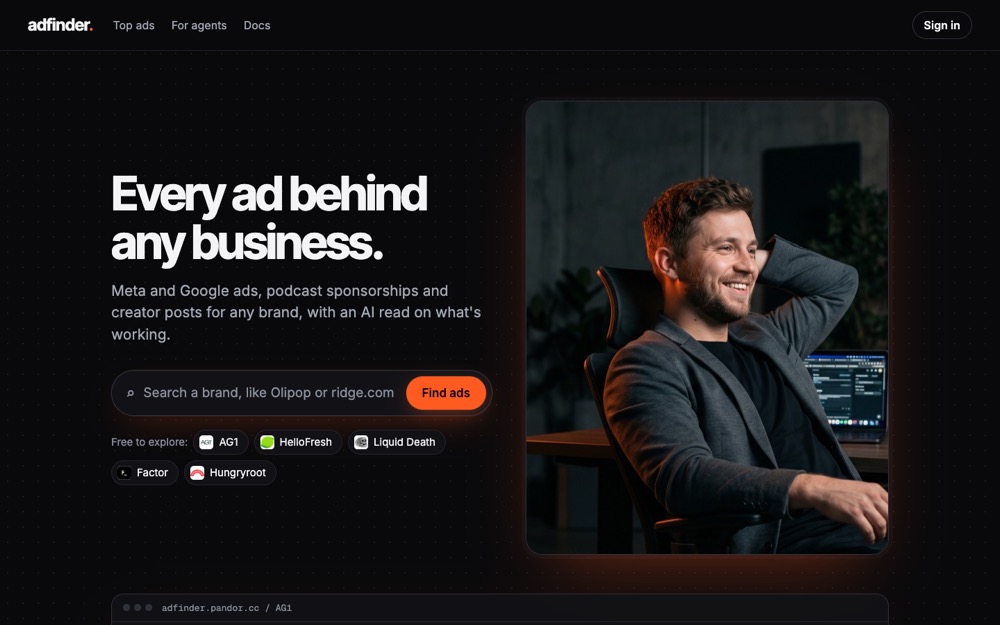 adfinder.
Top ads
For agents
Docs
Sign in
Every ad behind
any business.
Meta and Google ads, podcast sponsorships and
creator posts for any brand, with an AI read on what's
working.
Search a brand, like Olipop or ridge.com
Find ads
Free to explore:
AG1
AG1
HelloFresh
Liquid Death
Factor
Hungryroot
adfinder.pandor.cc / AG1